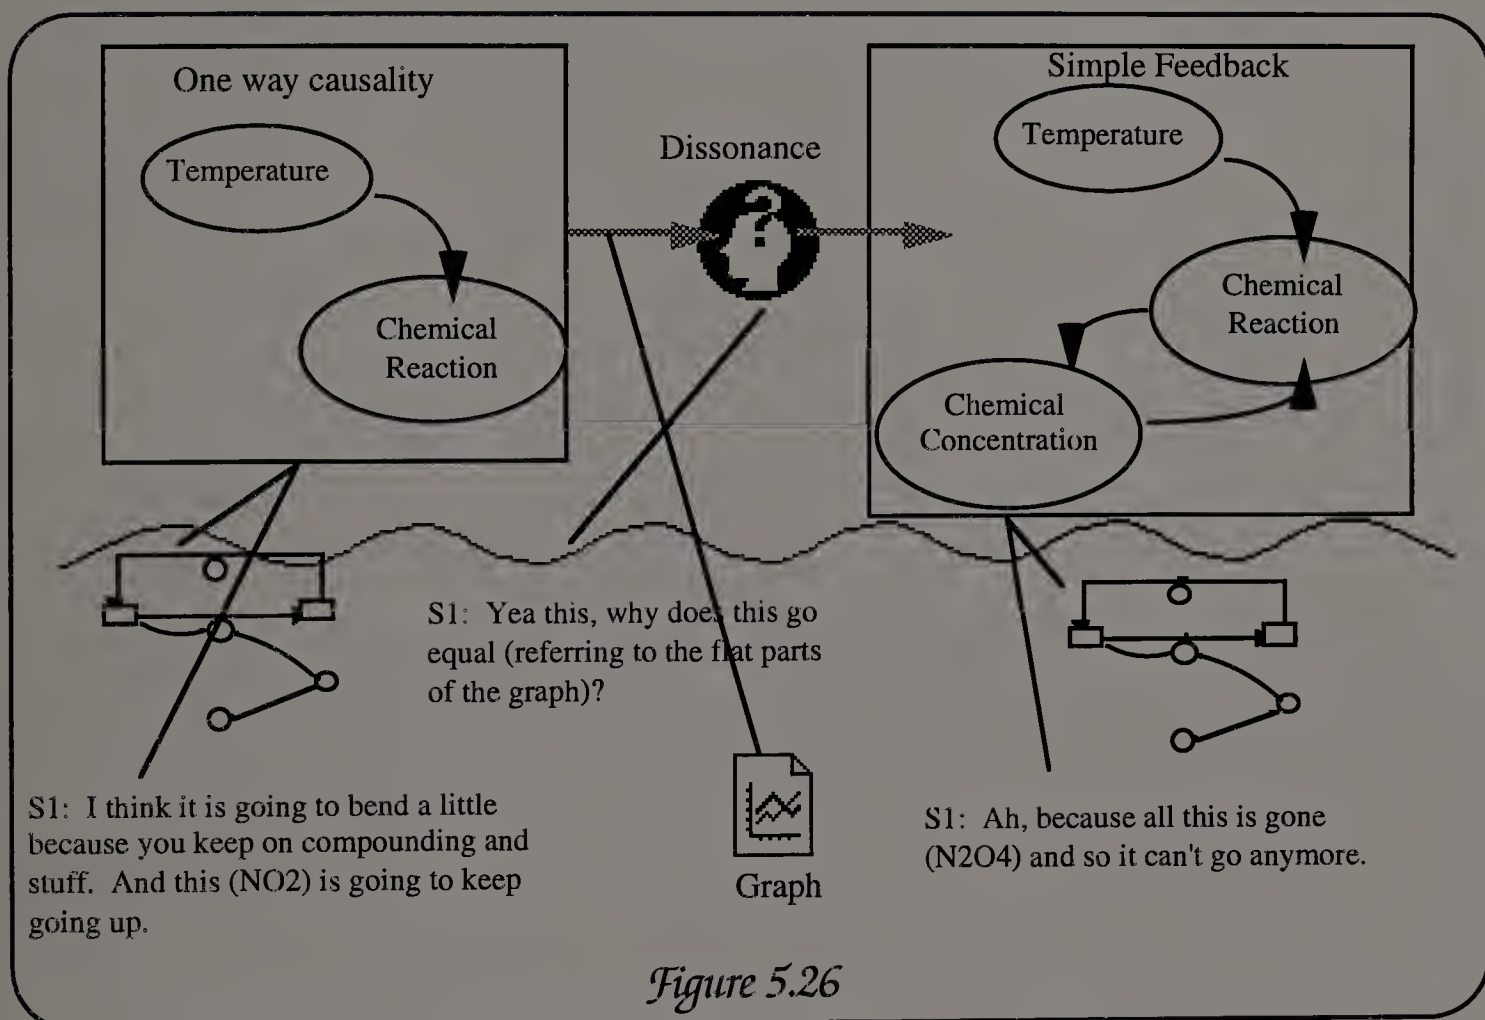 One way causality
Temperature
Chemical
Reaction
Dissonance
Simple Feedback
Temperature
Chemical
Reaction
Chemical
Concentration
S1: Yea this, why does this go
equal (referring to the flat parts
of the graph)?
S1: I think it is going to bend a little
because you keep on compounding and
stuff. And this (NO2) is going to keep
going up.
Graph
S1: Ah, because all this is gone
(N2O4) and so it can't go anymore.
Figure 5.26